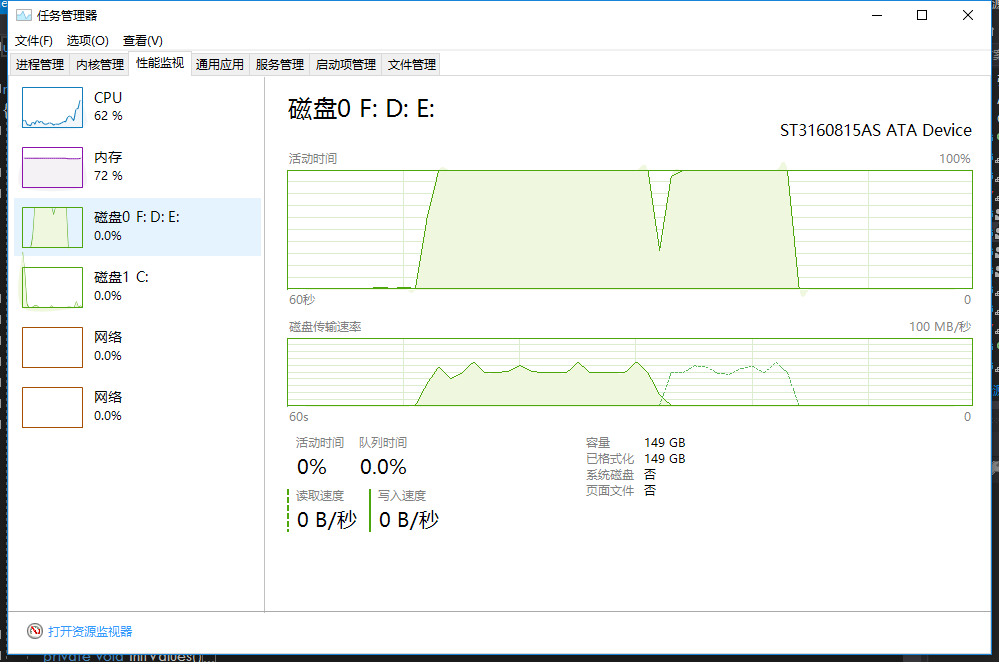 任务管理器
文件(F) 选项(O) 查看(V)
进程管理 内核管理 性能监视 通用应用 服务管理 启动项管理 文件管理
CPU
62 %
内存
72 %
磁盘0 F: D: E:
0.0%
磁盘1 C:
0.0%
网络
0.0%
网络
0.0%
磁盘0 F: D: E:
ST3160815AS ATA Device
活动时间 100%
60秒 0
磁盘传输速率 100 MB/秒
60s 0
活动时间 队列时间
0% 0.0%
读取速度 写入速度
0 B/秒 0 B/秒
容量 149 GB
已格式化 149 GB
系统磁盘 否
页面文件 否
打开资源监视器
private void InitValues()